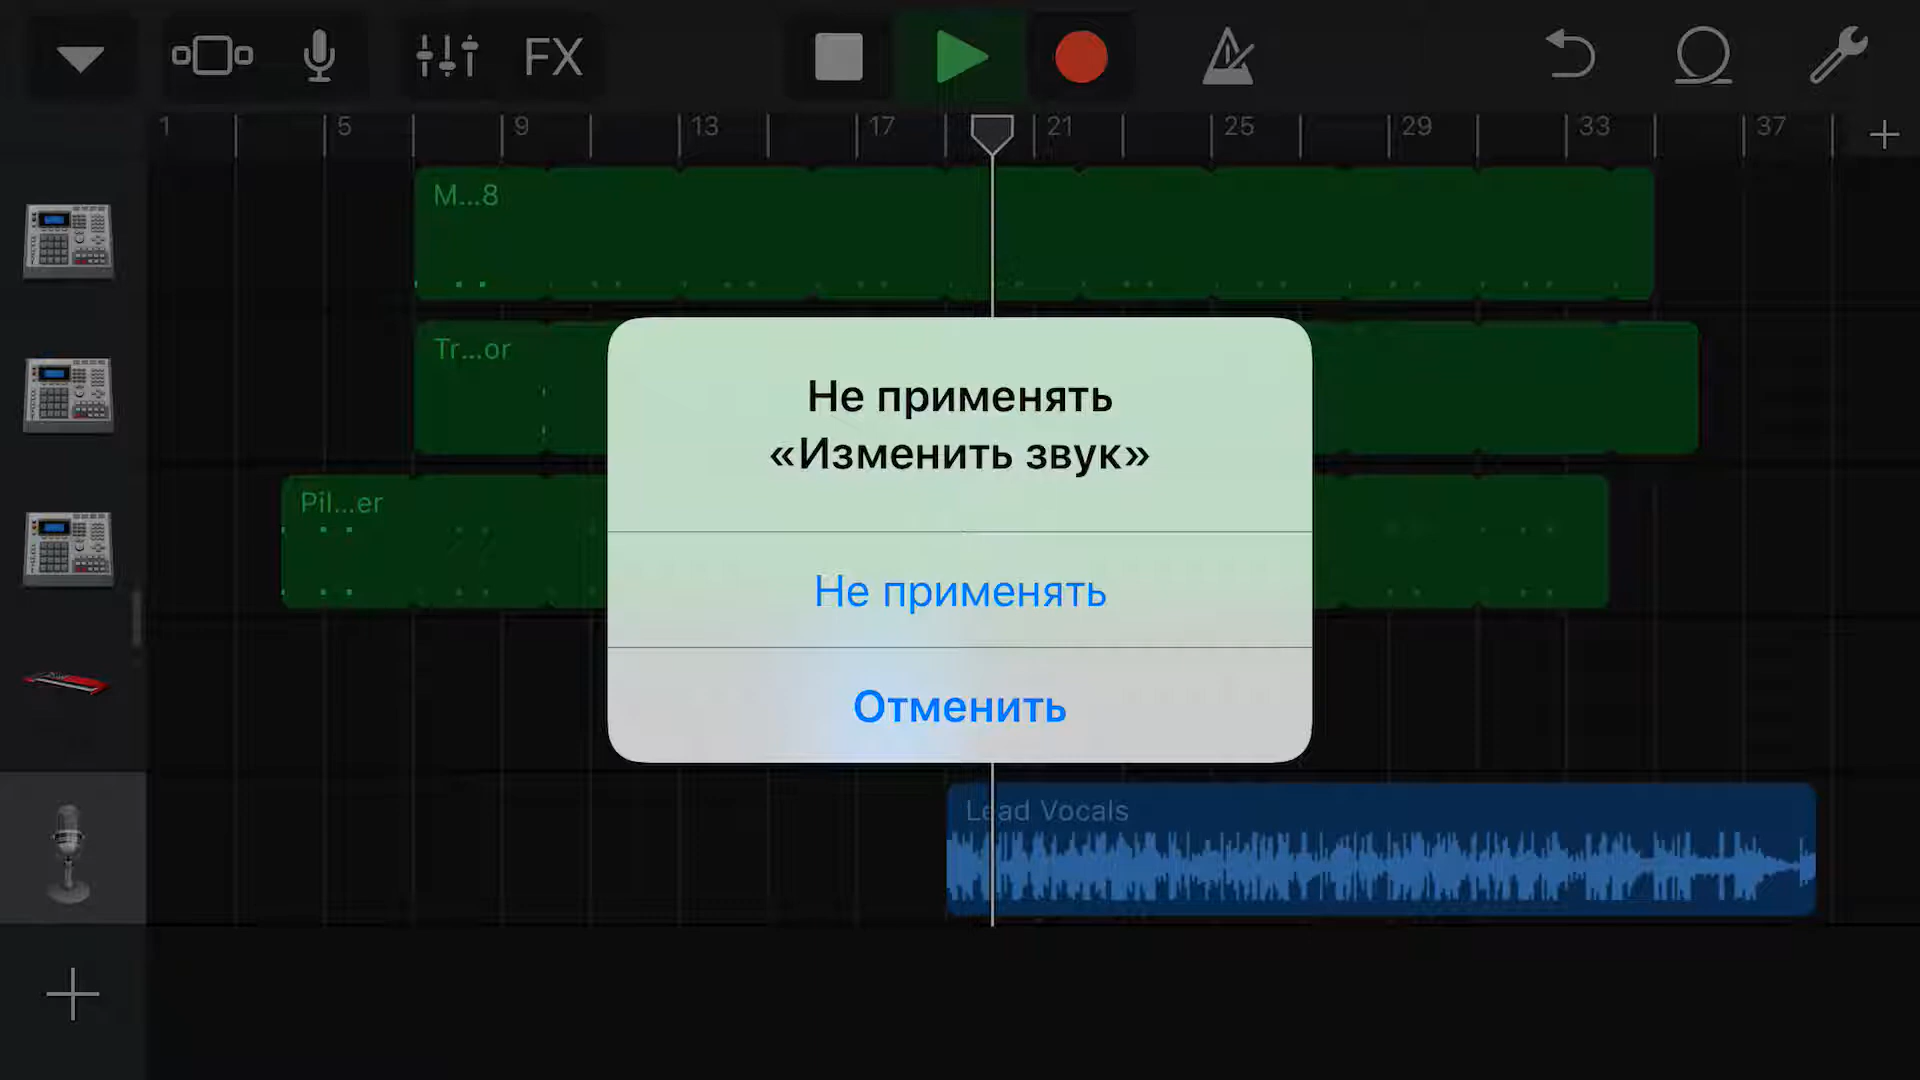 FX
1 5 9 13 17 21 25 29 33 37
M...8
Tr...or
Pil...er
Не применять
«Изменить звук»
Не применять
Отменить
Lead Vocals